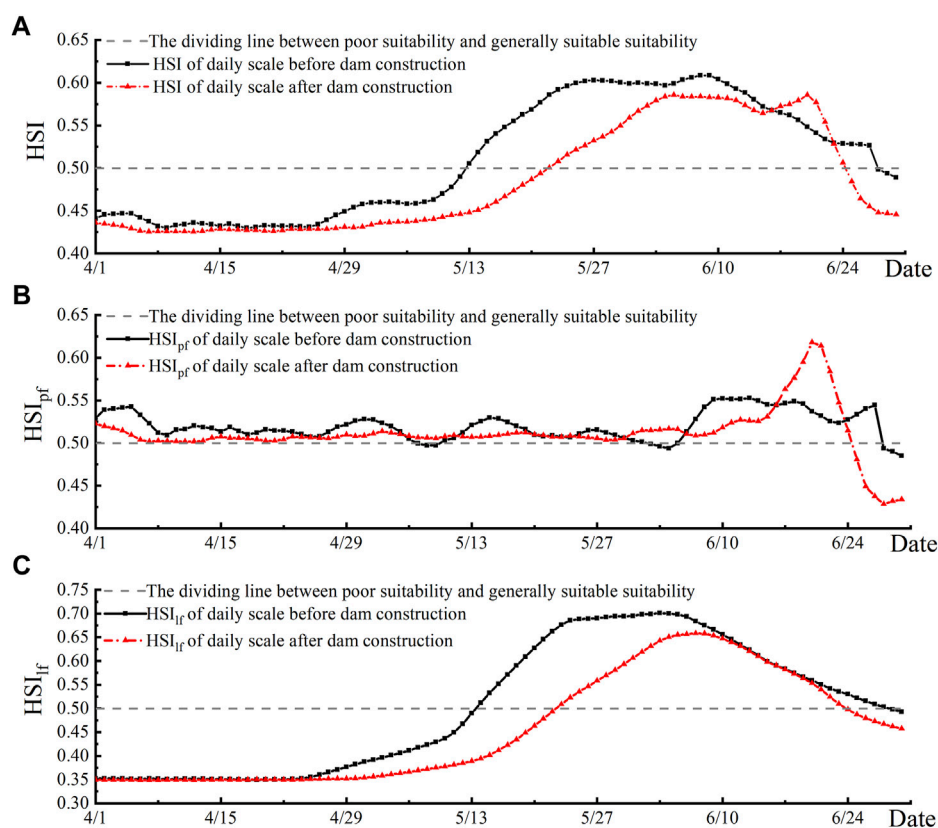 A
0.65
The dividing line between poor suitability and generally suitable suitability
HSI of daily scale before dam construction
0.60
HSI of daily scale after dam construction
0.55
HSI
0.50
0.45
0.40
4/1 4/15 4/29 5/13 5/27 6/10 6/24 Date
B
0.65
The dividing line between poor suitability and generally suitable suitability
HSIpf of daily scale before dam construction
0.60
HSIpf of daily scale after dam construction
0.55
HSIpf
0.50
0.45
0.40
4/1 4/15 4/29 5/13 5/27 6/10 6/24 Date
C
0.75
The dividing line between poor suitability and generally suitable suitability
0.70
HSIlf of daily scale before dam construction
0.65
HSIlf of daily scale after dam construction
0.60
0.55
HSIlf
0.50
0.45
0.40
0.35
0.30
4/1 4/15 4/29 5/13 5/27 6/10 6/24 Date